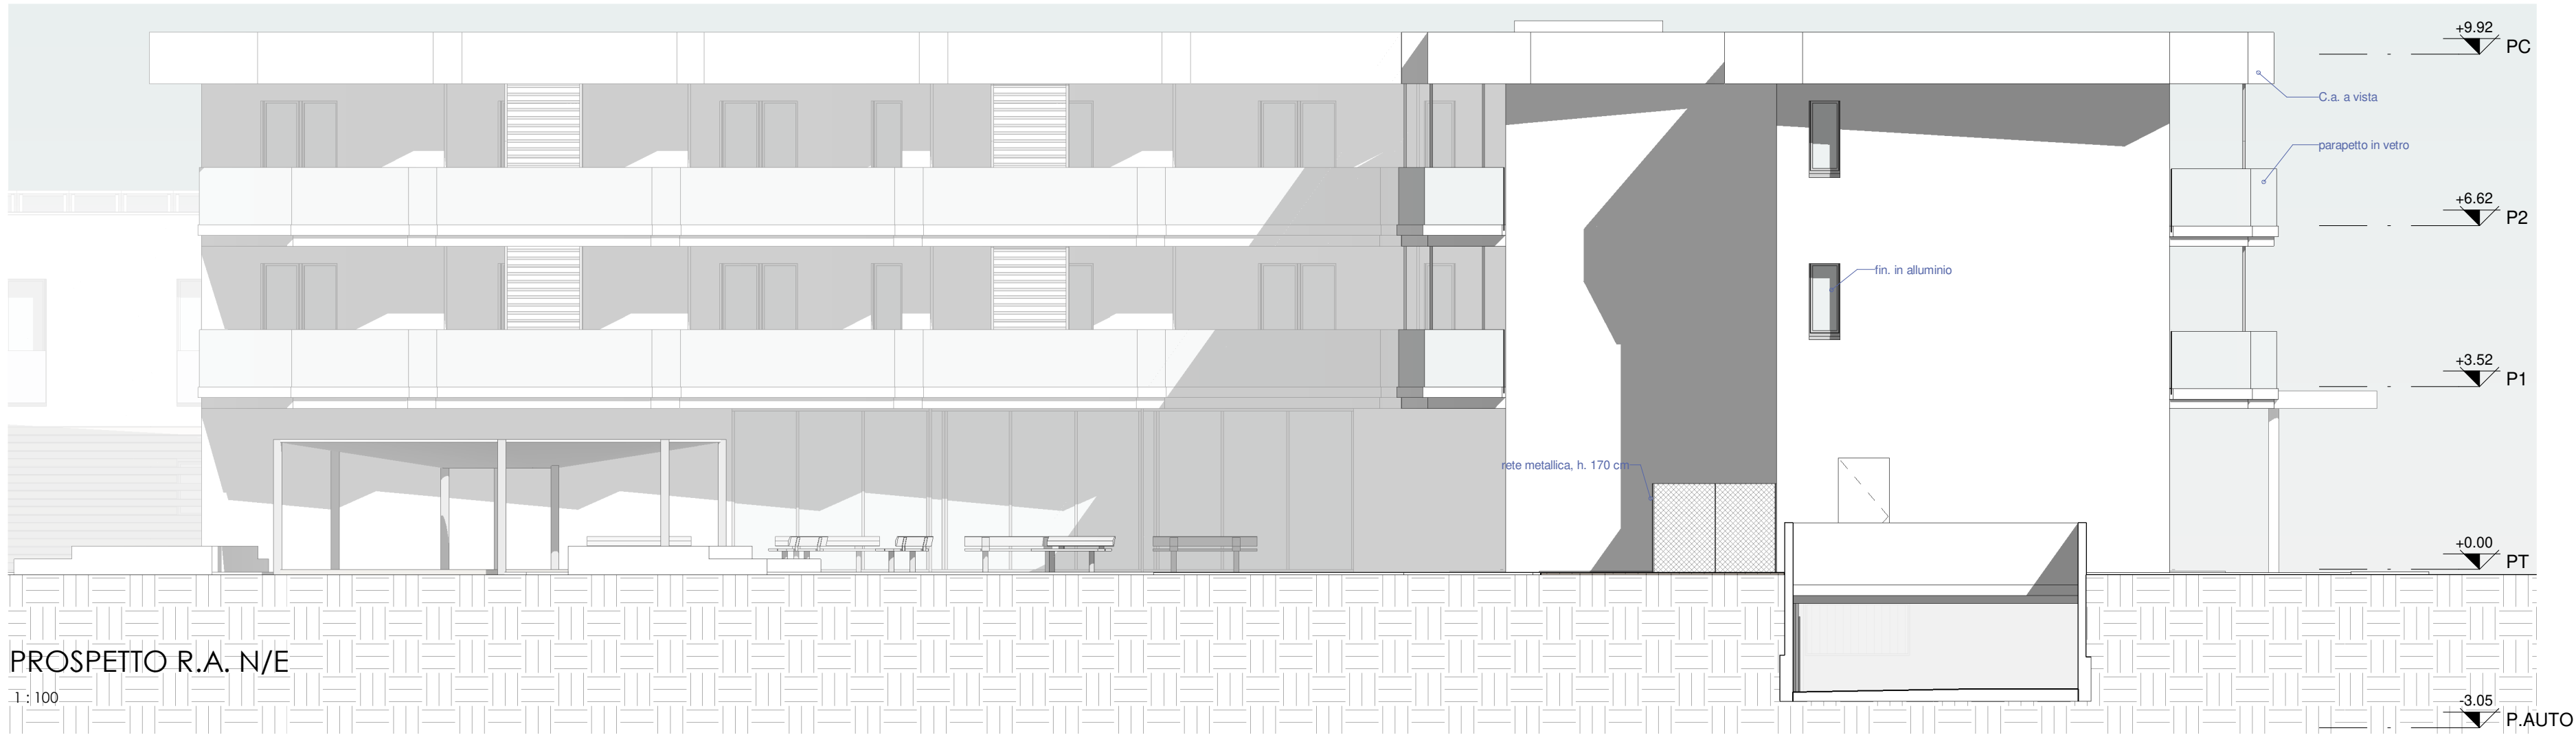 +9.92
PC
C.a. a vista
parapetto in vetro
+6.62
P2
fin. in alluminio
+3.52
P1
rete metallica, h. 170 cm
+0.00
PT
PROSPETTO R.A. N/E
1 : 100
-3.05
P.AUTO